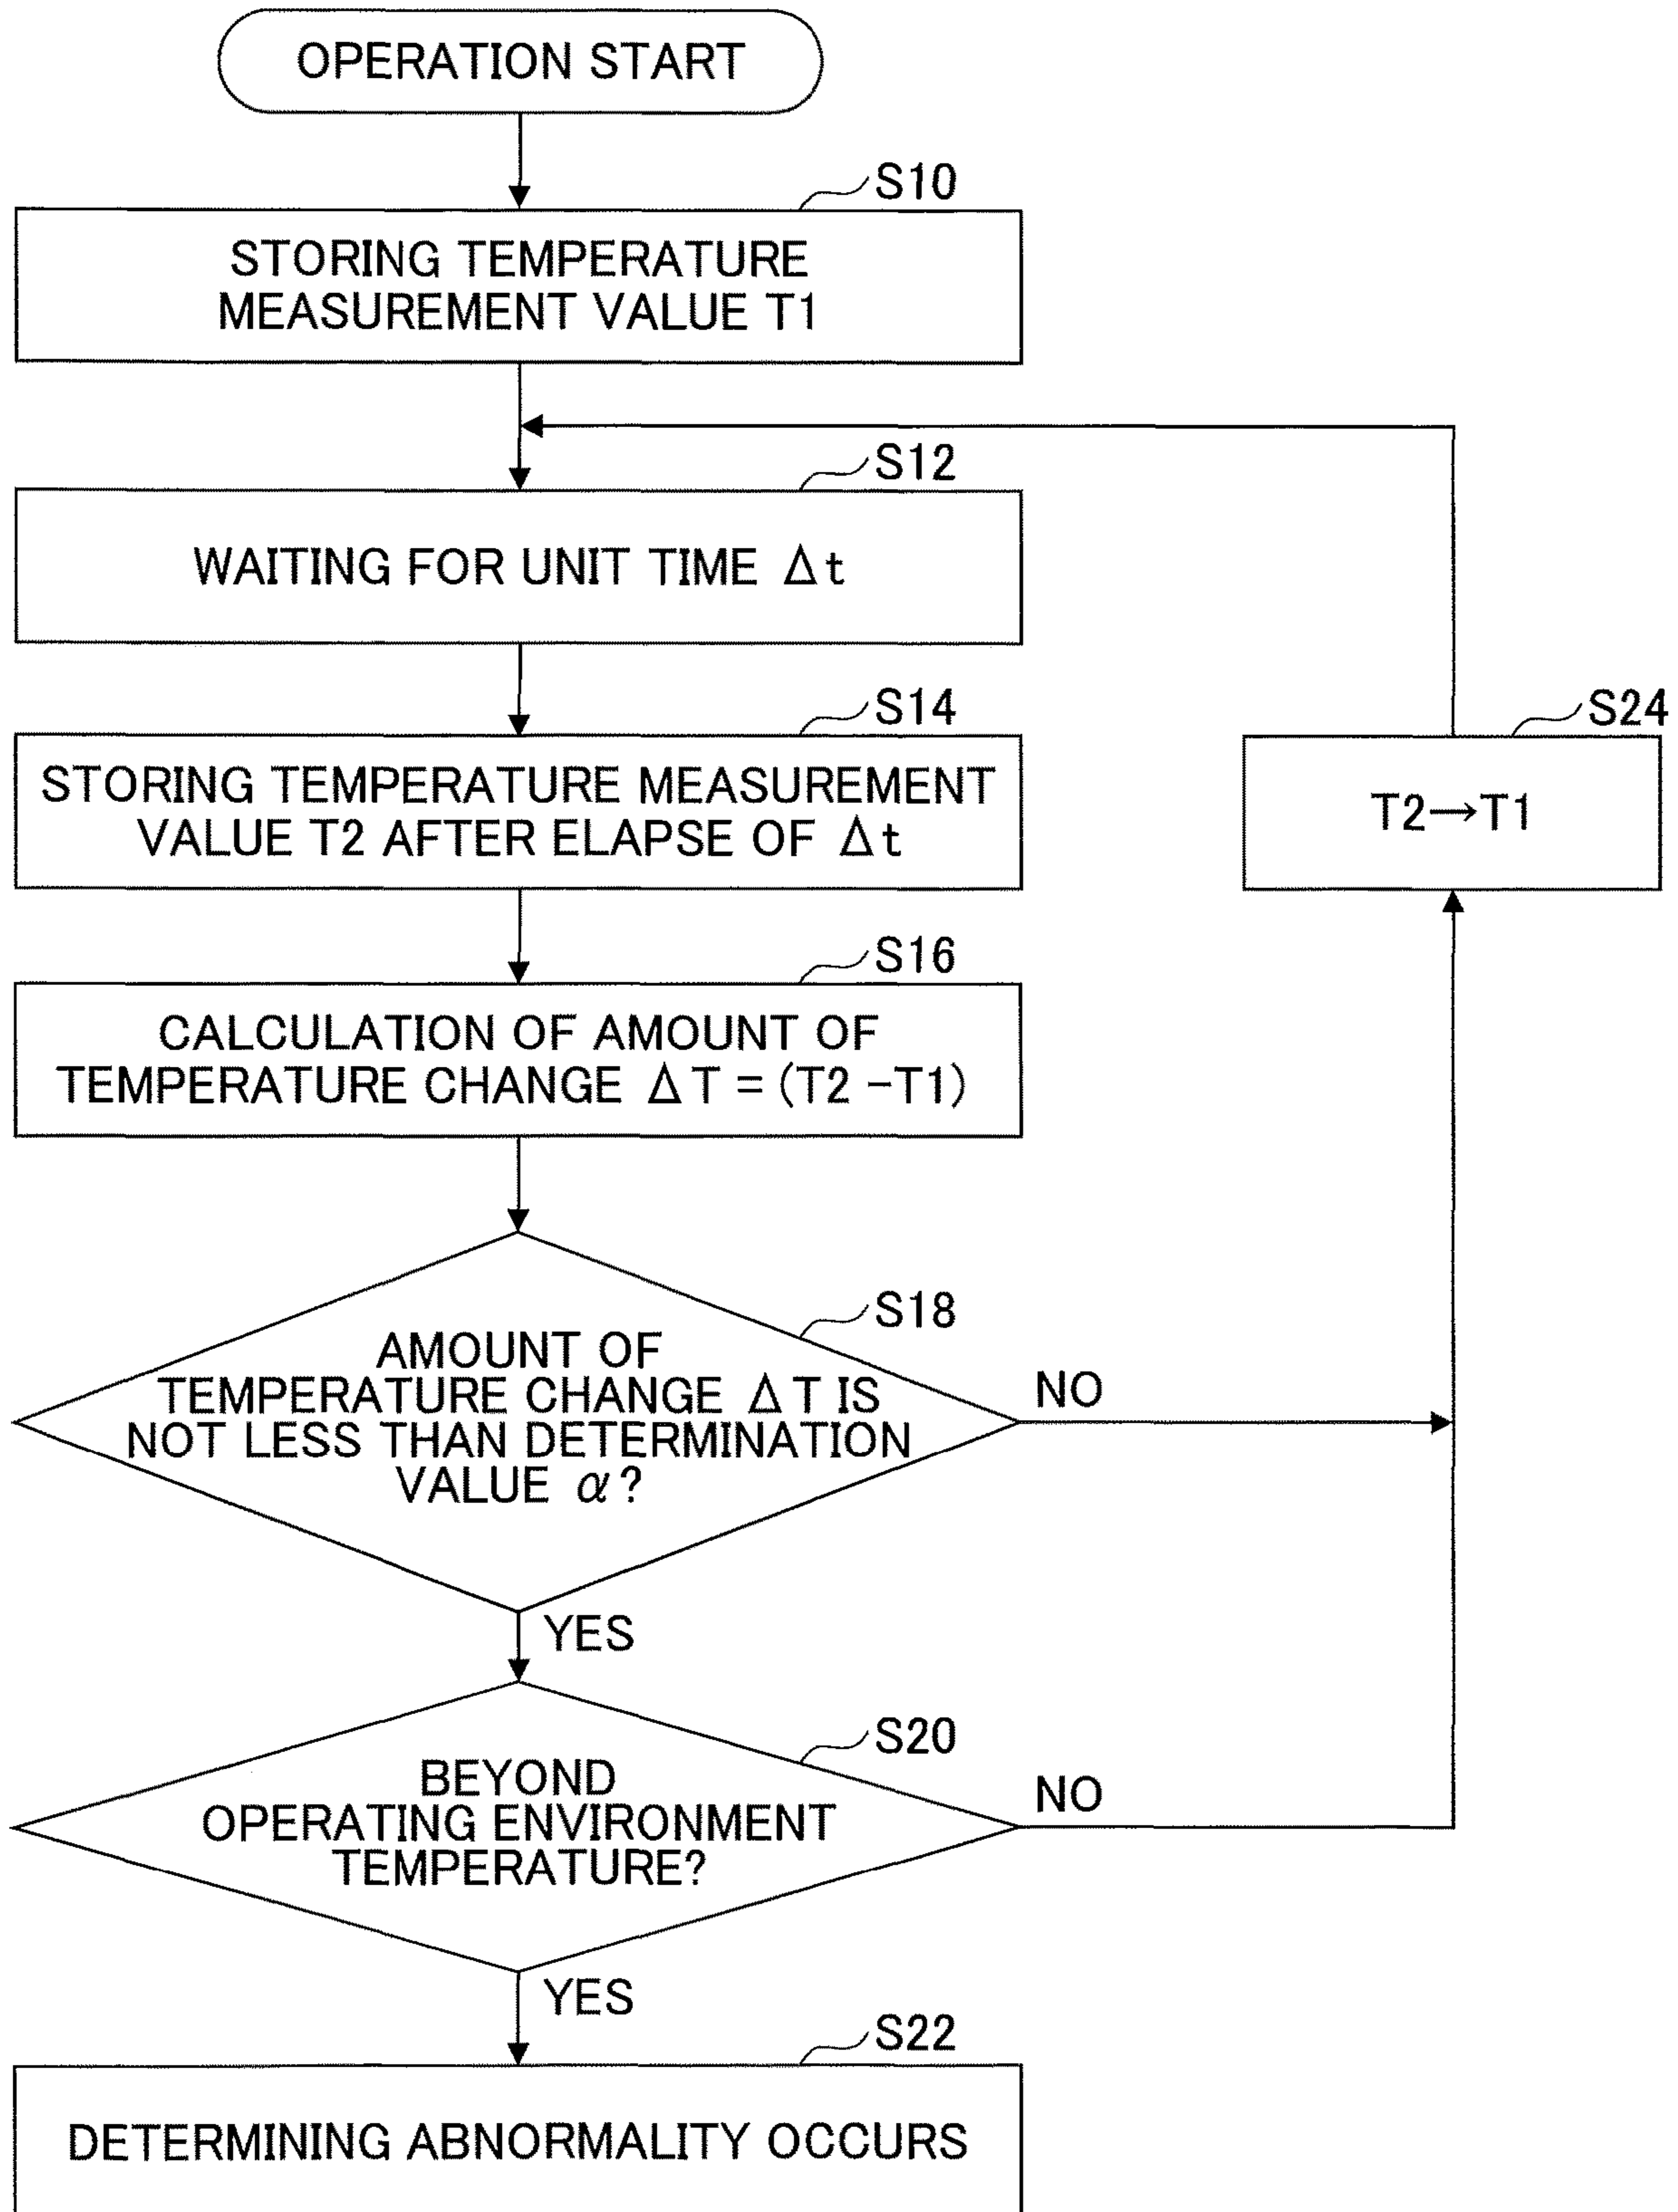 OPERATION START
S10
STORING TEMPERATURE
MEASUREMENT VALUE T1
S12
WAITING FOR UNIT TIME Δt
S14
STORING TEMPERATURE MEASUREMENT
VALUE T2 AFTER ELAPSE OF Δt
S24
T2→T1
S16
CALCULATION OF AMOUNT OF
TEMPERATURE CHANGE ΔT = (T2 -T1)
S18
AMOUNT OF
TEMPERATURE CHANGE ΔT IS
NOT LESS THAN DETERMINATION
VALUE α?
NO
YES
S20
BEYOND
OPERATING ENVIRONMENT
TEMPERATURE?
NO
YES
S22
DETERMINING ABNORMALITY OCCURS